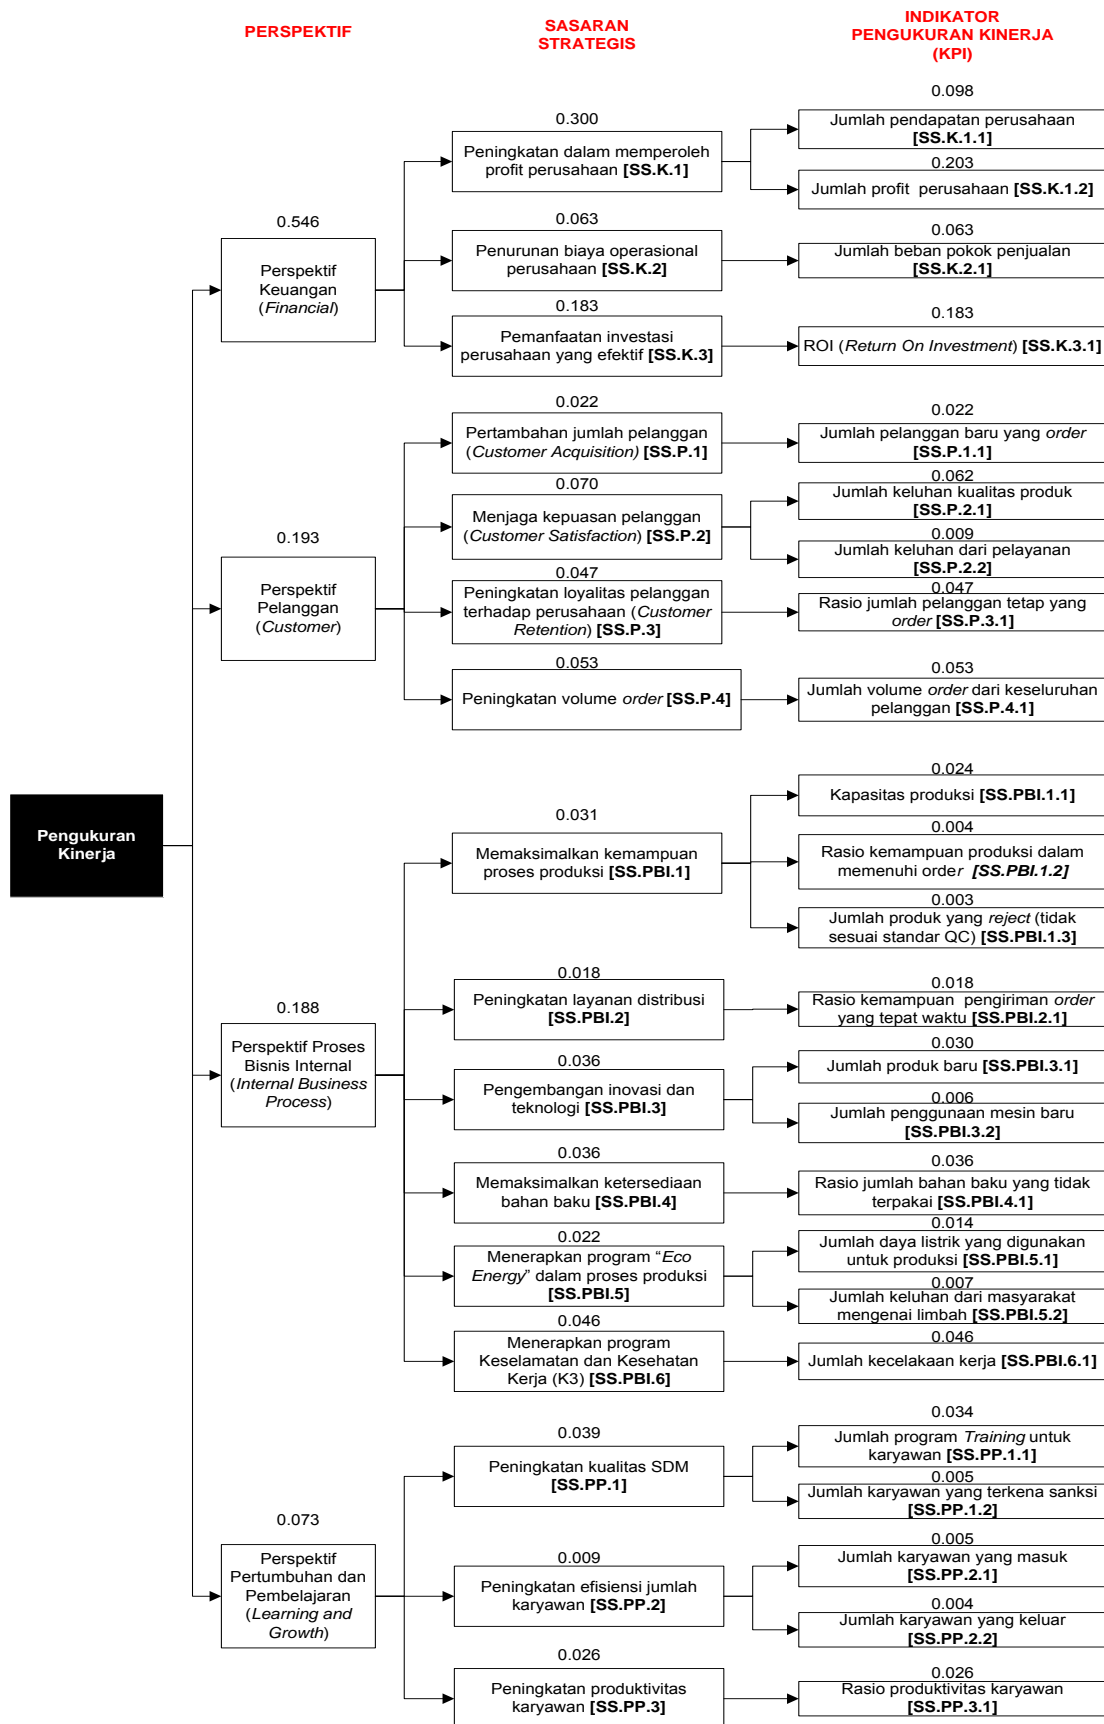 PERSPEKTIF
SASARAN
STRATEGIS
INDIKATOR
PENGUKURAN KINERJA
(KPI)
Pengukuran
Kinerja
0.546
Perspektif
Keuangan
(Financial)
0.300
Peningkatan dalam memperoleh
profit perusahaan [SS.K.1]
0.098
Jumlah pendapatan perusahaan
[SS.K.1.1]
0.203
Jumlah profit perusahaan [SS.K.1.2]
0.063
Penurunan biaya operasional
perusahaan [SS.K.2]
0.063
Jumlah beban pokok penjualan
[SS.K.2.1]
0.183
Pemanfaatan investasi
perusahaan yang efektif [SS.K.3]
0.183
ROI (Return On Investment) [SS.K.3.1]
0.193
Perspektif
Pelanggan
(Customer)
0.022
Pertambahan jumlah pelanggan
(Customer Acquisition) [SS.P.1]
0.022
Jumlah pelanggan baru yang order
[SS.P.1.1]
0.070
Menjaga kepuasan pelanggan
(Customer Satisfaction) [SS.P.2]
0.062
Jumlah keluhan kualitas produk
[SS.P.2.1]
0.009
Jumlah keluhan dari pelayanan
[SS.P.2.2]
0.047
Peningkatan loyalitas pelanggan
terhadap perusahaan (Customer
Retention) [SS.P.3]
0.047
Rasio jumlah pelanggan tetap yang
order [SS.P.3.1]
0.053
Peningkatan volume order [SS.P.4]
0.053
Jumlah volume order dari keseluruhan
pelanggan [SS.P.4.1]
0.188
Perspektif Proses
Bisnis Internal
(Internal Business
Process)
0.031
Memaksimalkan kemampuan
proses produksi [SS.PBI.1]
0.024
Kapasitas produksi [SS.PBI.1.1]
0.004
Rasio kemampuan produksi dalam
memenuhi order [SS.PBI.1.2]
0.003
Jumlah produk yang reject (tidak
sesuai standar QC) [SS.PBI.1.3]
0.018
Peningkatan layanan distribusi
[SS.PBI.2]
0.018
Rasio kemampuan pengiriman order
yang tepat waktu [SS.PBI.2.1]
0.036
Pengembangan inovasi dan
teknologi [SS.PBI.3]
0.030
Jumlah produk baru [SS.PBI.3.1]
0.006
Jumlah penggunaan mesin baru
[SS.PBI.3.2]
0.036
Memaksimalkan ketersediaan
bahan baku [SS.PBI.4]
0.036
Rasio jumlah bahan baku yang tidak
terpakai [SS.PBI.4.1]
0.022
Menerapkan program “Eco
Energy” dalam proses produksi
[SS.PBI.5]
0.014
Jumlah daya listrik yang digunakan
untuk produksi [SS.PBI.5.1]
0.007
Jumlah keluhan dari masyarakat
mengenai limbah [SS.PBI.5.2]
0.046
Menerapkan program
Keselamatan dan Kesehatan
Kerja (K3) [SS.PBI.6]
0.046
Jumlah kecelakaan kerja [SS.PBI.6.1]
0.073
Perspektif
Pertumbuhan dan
Pembelajaran
(Learning and
Growth)
0.039
Peningkatan kualitas SDM
[SS.PP.1]
0.034
Jumlah program Training untuk
karyawan [SS.PP.1.1]
0.005
Jumlah karyawan yang terkena sanksi
[SS.PP.1.2]
0.009
Peningkatan efisiensi jumlah
karyawan [SS.PP.2]
0.005
Jumlah karyawan yang masuk
[SS.PP.2.1]
0.004
Jumlah karyawan yang keluar
[SS.PP.2.2]
0.026
Peningkatan produktivitas
karyawan [SS.PP.3]
0.026
Rasio produktivitas karyawan
[SS.PP.3.1]